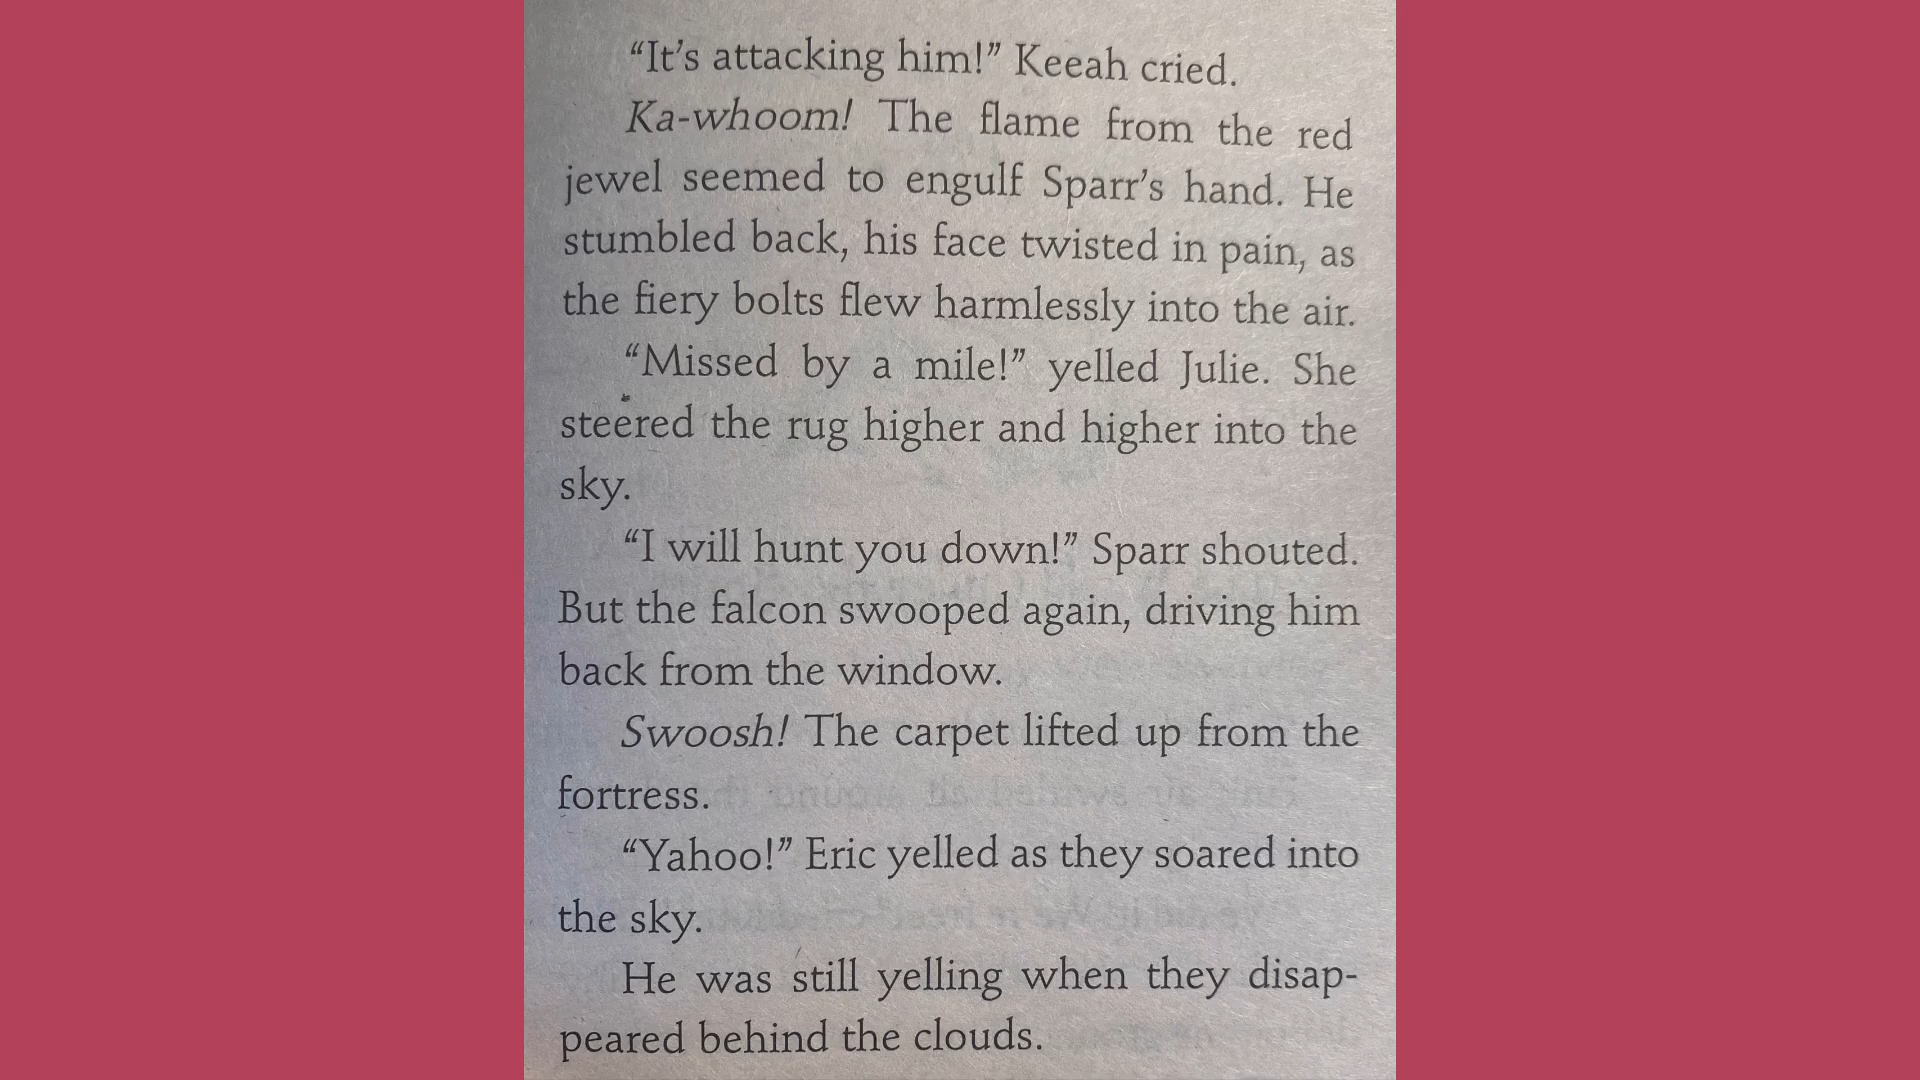 “It’s attacking him!” Keeah cried.
Ka-whoom! The flame from the red
jewel seemed to engulf Sparr’s hand. He
stumbled back, his face twisted in pain, as
the fiery bolts flew harmlessly into the air.
“Missed by a mile!” yelled Julie. She
steered the rug higher and higher into the
sky.
“I will hunt you down!” Sparr shouted.
But the falcon swooped again, driving him
back from the window.
Swoosh! The carpet lifted up from the
fortress.
“Yahoo!” Eric yelled as they soared into
the sky.
He was still yelling when they disap-
peared behind the clouds.